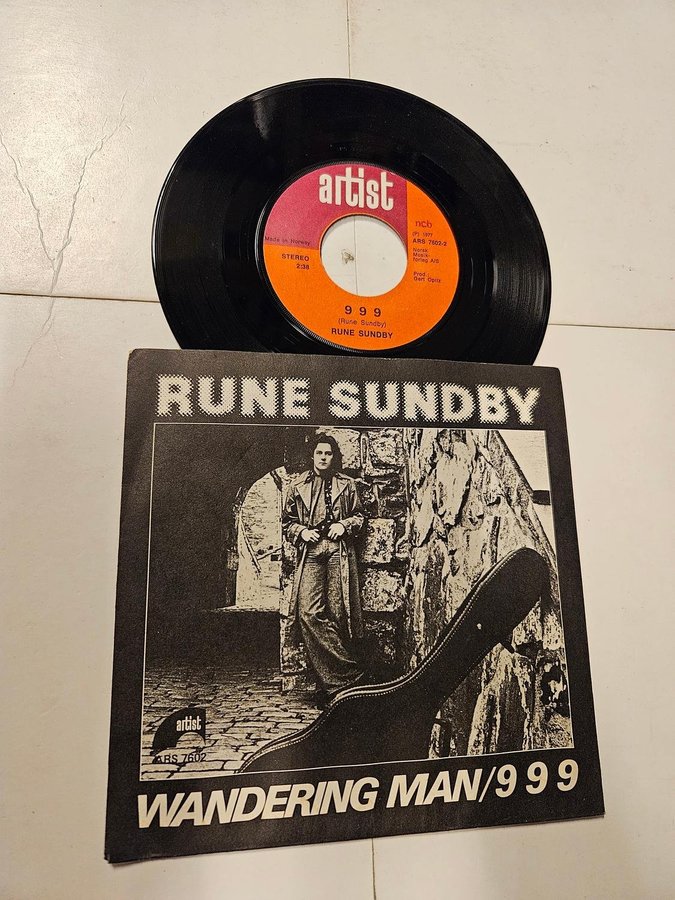 artist
Made in Norway
STEREO
2:38
ncb
(P) 1977
ARS 7602-2
Norsk
Musik-
forlag A/S
Prod.:
Gert Opitz
9 9 9
(Rune Sundby)
RUNE SUNDBY
RUNE SUNDBY
artist
ARS 7602
WANDERING MAN/9 9 9